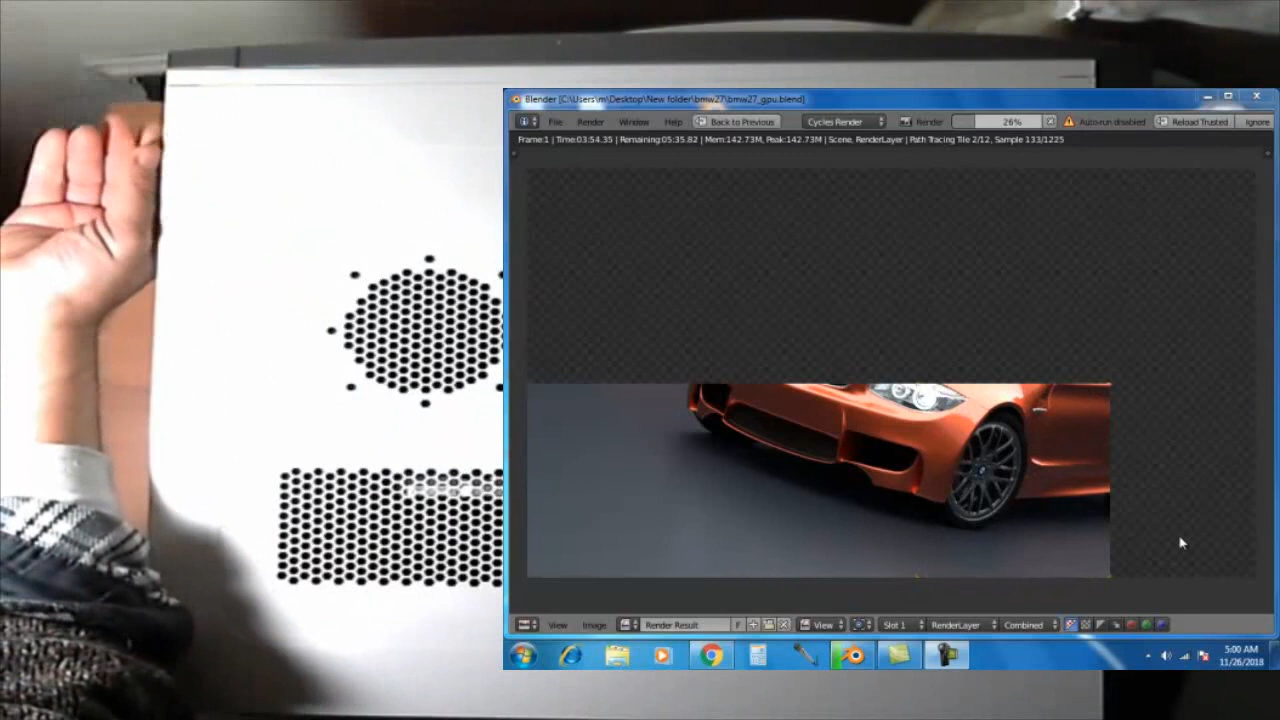 Blender [C:\Users\m\Desktop\New folder\bmw27\bmw27_gpu.blend]
File Render Window Help Back to Previous Cycles Render Render 26% Auto-run disabled Reload Trusted Ignore
Frame:1 | Time:03:54.35 | Remaining:05:35.82 | Mem:142.73M, Peak:142.73M | Scene, RenderLayer | Path Tracing Tile 2/12, Sample 133/1225
View Image Render Result F View Slot 1 RenderLayer Combined
5:00 AM
11/26/2018